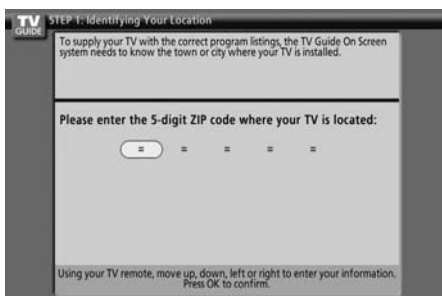 TV
GUIDE
STEP 1: Identifying Your Location
To supply your TV with the correct program listings, the TV Guide On Screen
system needs to know the town or city where your TV is installed.
Please enter the 5-digit ZIP code where your TV is located:
= = = = =
Using your TV remote, move up, down, left or right to enter your information.
Press OK to confirm.